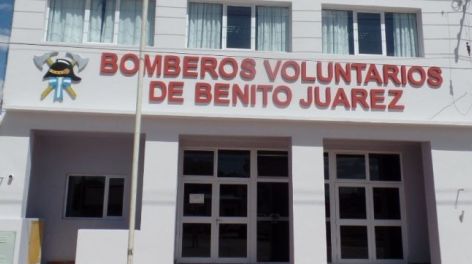 BOMBEROS VOLUNTARIOS
DE BENITO JUAREZ